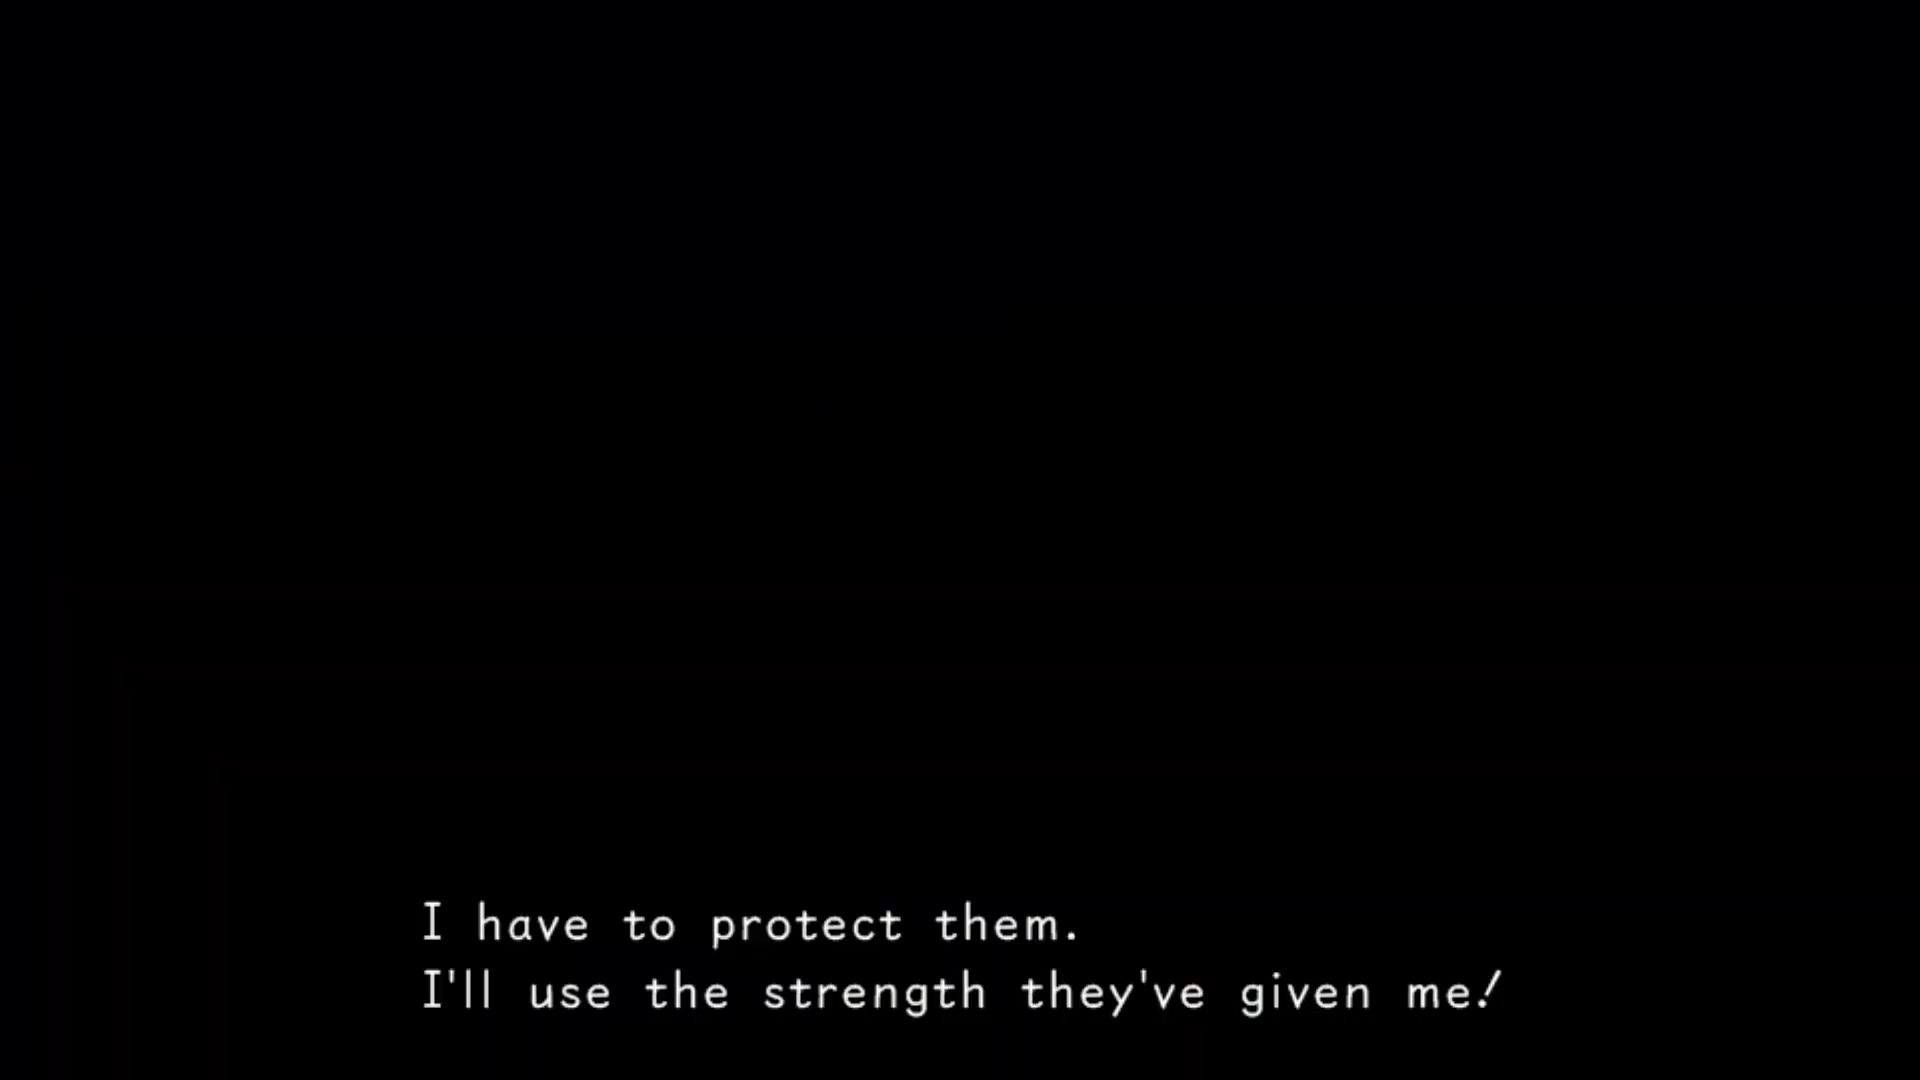 I have to protect them.
I'll use the strength they've given me!